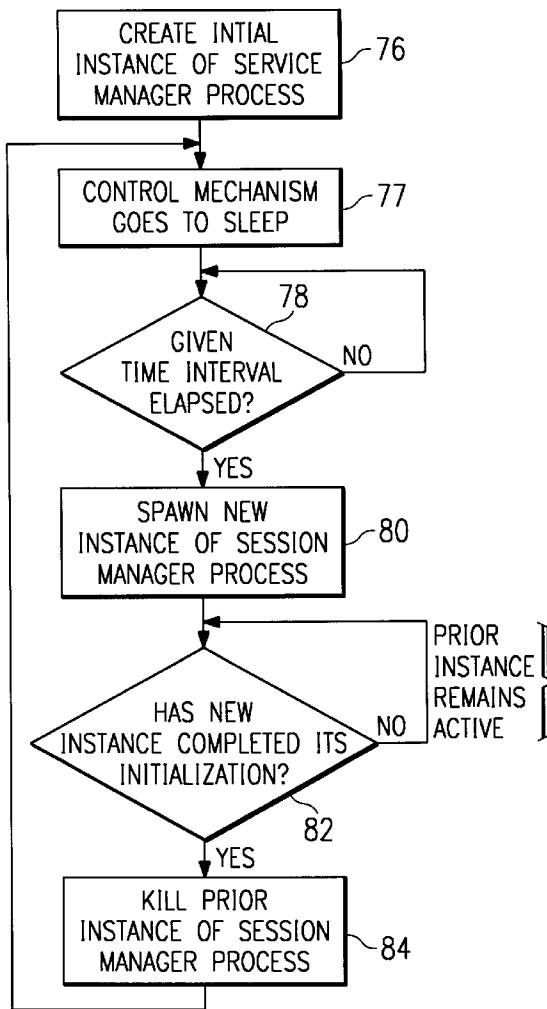 CREATE INTIAL
INSTANCE OF SERVICE
MANAGER PROCESS
76
CONTROL MECHANISM
GOES TO SLEEP
77
78
GIVEN
TIME INTERVAL
ELAPSED?
NO
YES
SPAWN NEW
INSTANCE OF SESSION
MANAGER PROCESS
80
PRIOR
INSTANCE
REMAINS
ACTIVE
HAS NEW
INSTANCE COMPLETED ITS
INITIALIZATION?
NO
82
YES
KILL PRIOR
INSTANCE OF SESSION
MANAGER PROCESS
84